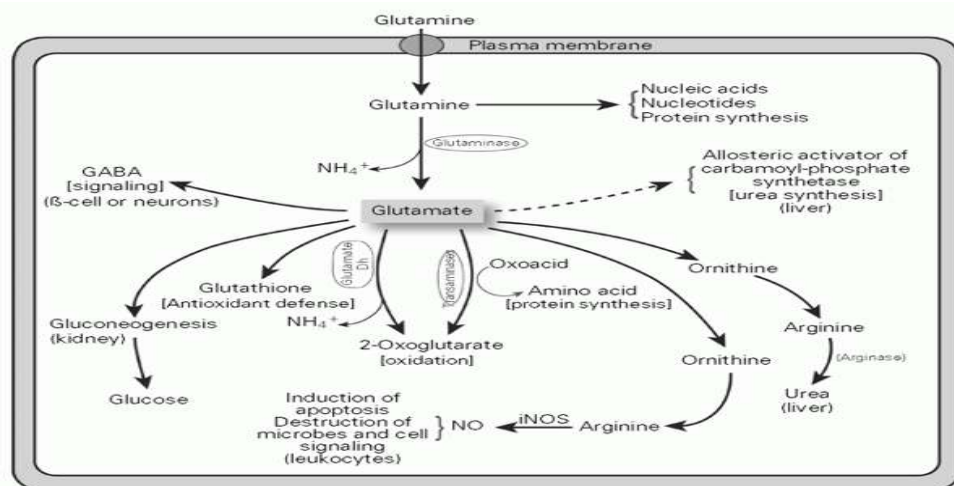 Glutamine
Plasma membrane
Glutamine
Nucleic acids
Nucleotides
Protein synthesis
Glutaminase
NH₄⁺
GABA
[signaling]
(ß-cell or neurons)
Allosteric activator of
carbamoyl-phosphate
synthetase
[urea synthesis]
(liver)
Glutamate
Glutamate
Dh
Transaminases
Oxoacid
Amino acid
[protein synthesis]
Ornithine
Glutathione
[Antioxidant defense]
NH₄⁺
Gluconeogenesis
(kidney)
Arginine
2-Oxoglutarate
[oxidation]
Ornithine
(Arginase)
Glucose
Urea
(liver)
Induction of
apoptosis
Destruction of
microbes and cell
signaling
(leukocytes)
NO
iNOS
Arginine